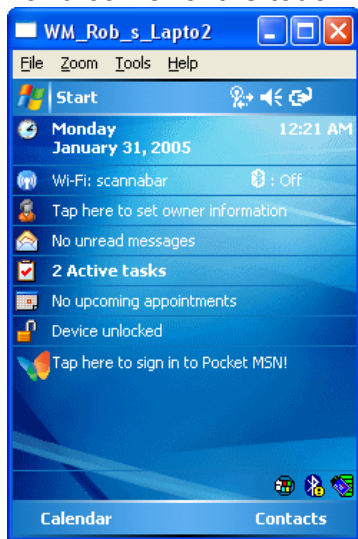 WM_Rob_s_Lapto2
File Zoom Tools Help
Start
Monday 12:21 AM
January 31, 2005
Wi-Fi: scannabar : Off
Tap here to set owner information
No unread messages
2 Active tasks
No upcoming appointments
Device unlocked
Tap here to sign in to Pocket MSN!
Calendar Contacts